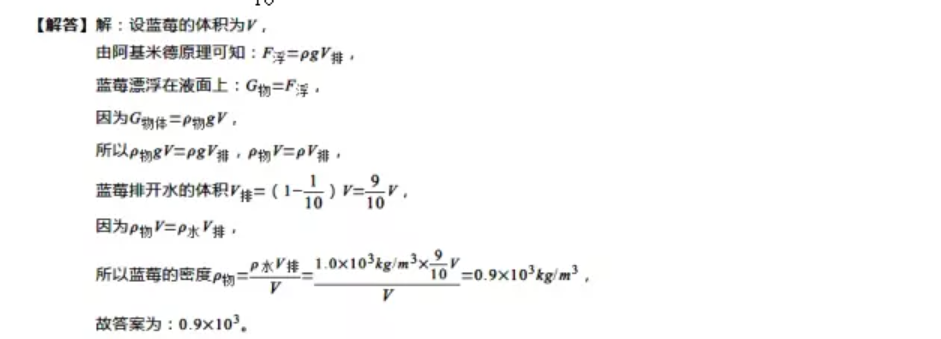 10
【解答】解：设蓝莓的体积为V，
由阿基米德原理可知：F浮=ρgV排，
蓝莓漂浮在液面上：G物=F浮，
因为G物体=ρ物gV，
所以ρ物gV=ρgV排，ρ物V=ρV排，
蓝莓排开水的体积V排=（1-1/10）V=9/10V，
因为ρ物V=ρ水V排，
所以蓝莓的密度ρ物=ρ水V排/V=1.0×10³kg/m³×9/10V/V=0.9×10³kg/m³，
故答案为：0.9×10³。